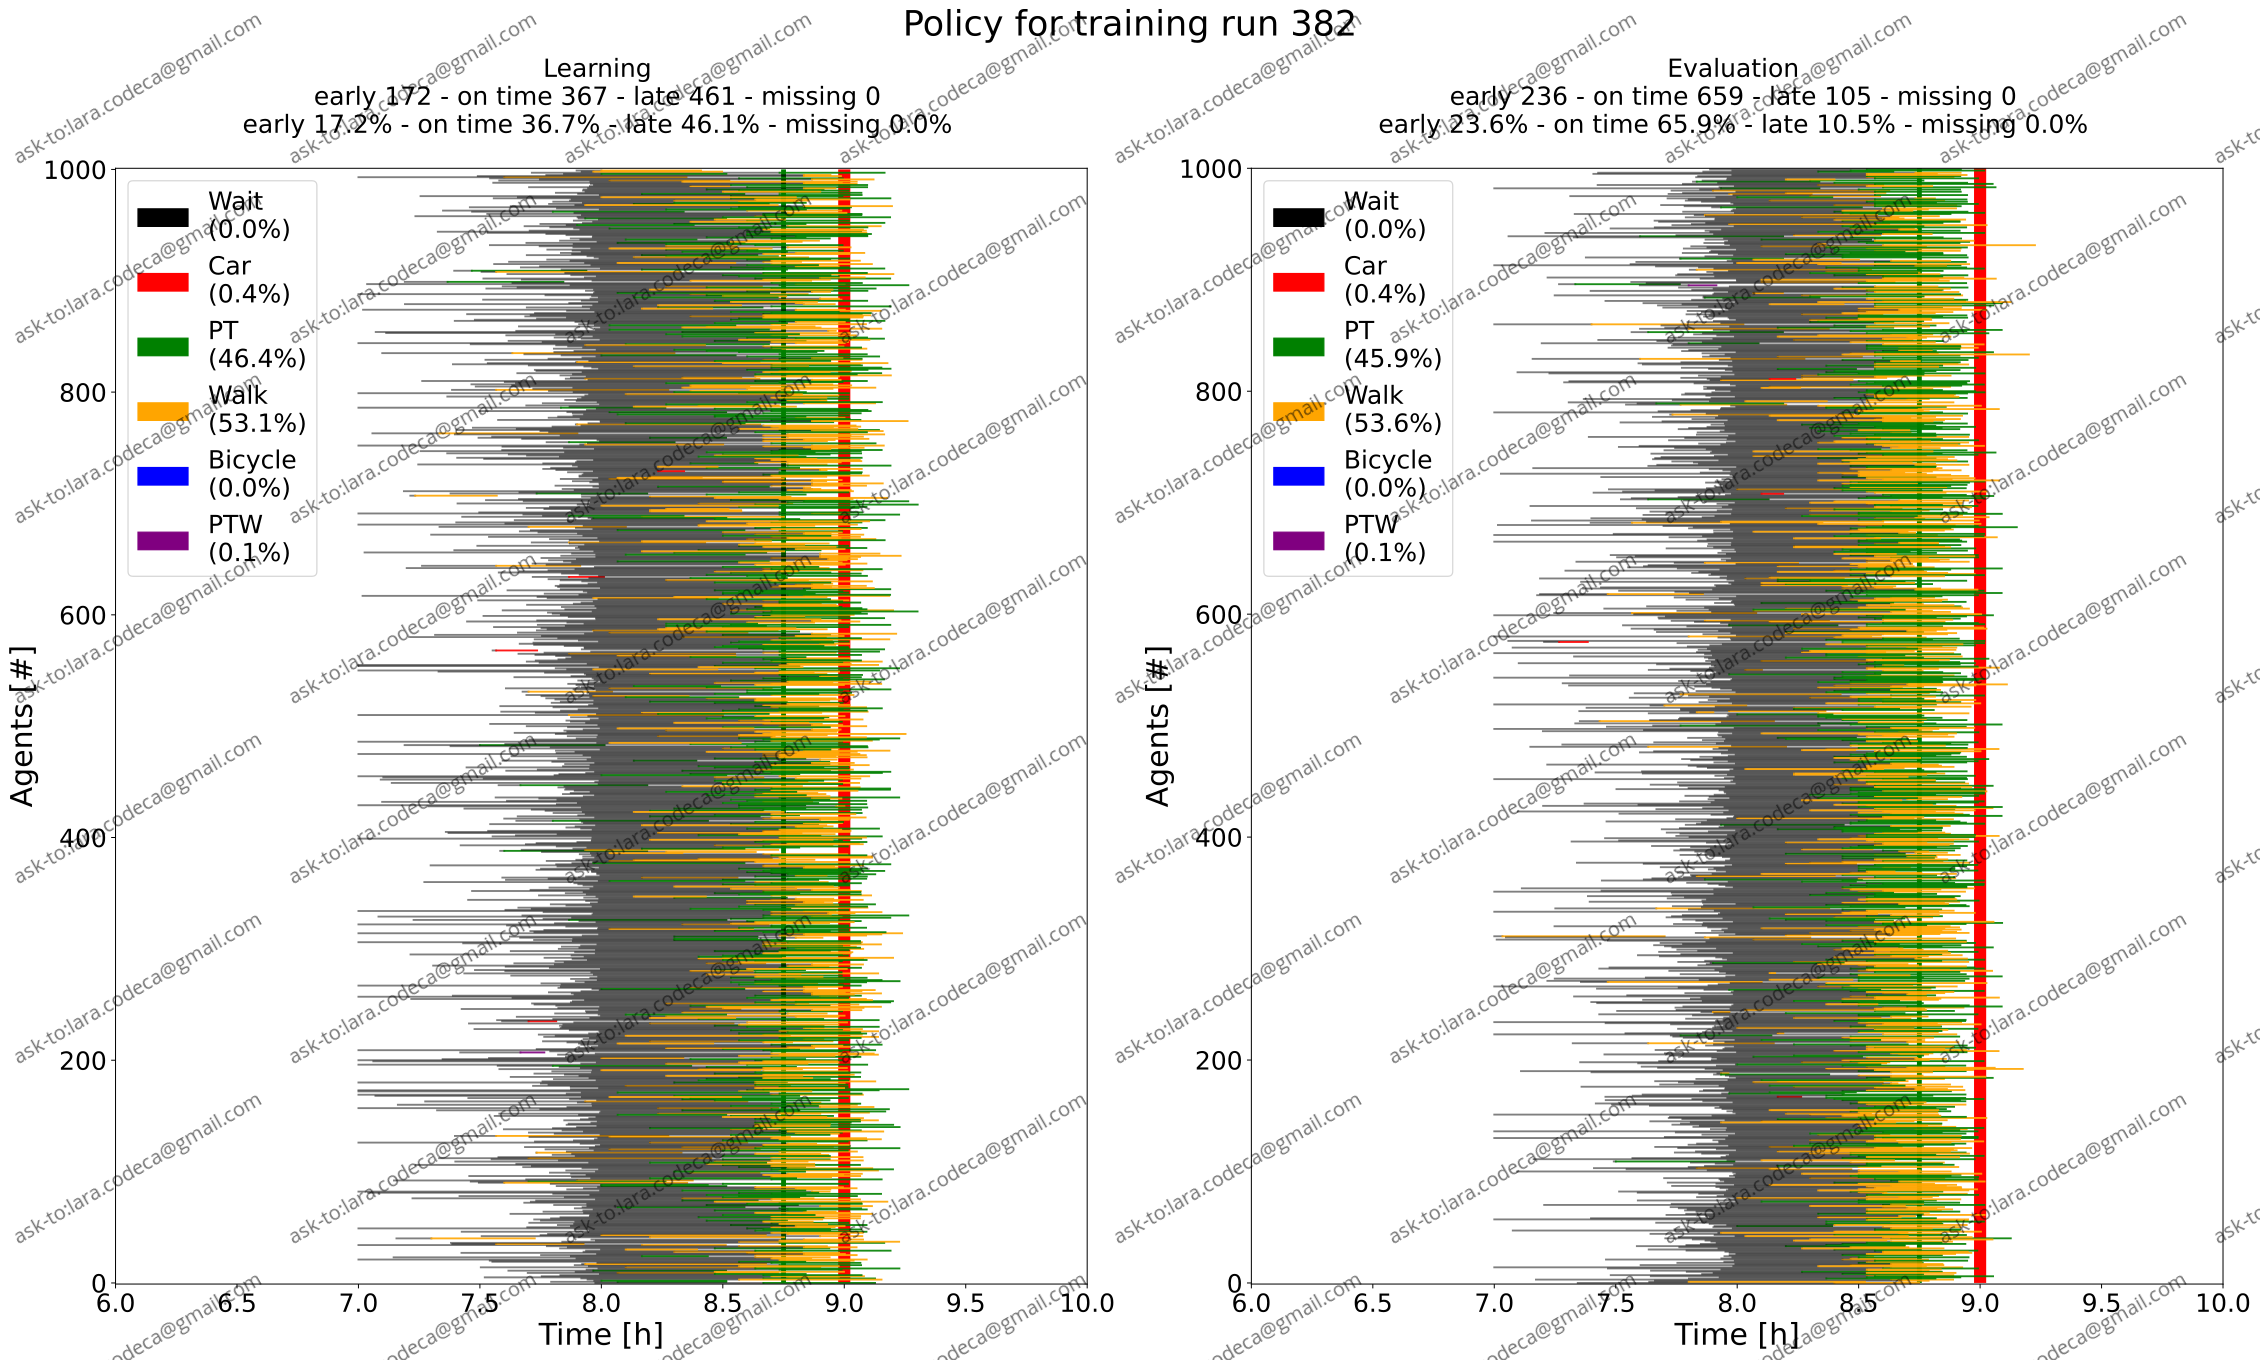 Policy for training run 382
Learning
early 172 - on time 367 - late 461 - missing 0
early 17.2% - on time 36.7% - late 46.1% - missing 0.0%
1000
800
600
400
200
0
Agents [#]
Wait
(0.0%)
Car
(0.4%)
PT
(46.4%)
Walk
(53.1%)
Bicycle
(0.0%)
PTW
(0.1%)
6.0 6.5 7.0 7.5 8.0 8.5 9.0 9.5 10.0
Time [h]
Evaluation
early 236 - on time 659 - late 105 - missing 0
early 23.6% - on time 65.9% - late 10.5% - missing 0.0%
1000
800
600
400
200
0
Agents [#]
Wait
(0.0%)
Car
(0.4%)
PT
(45.9%)
Walk
(53.6%)
Bicycle
(0.0%)
PTW
(0.1%)
6.0 6.5 7.0 7.5 8.0 8.5 9.0 9.5 10.0
Time [h]
ask-to:lara.codeca@gmail.com